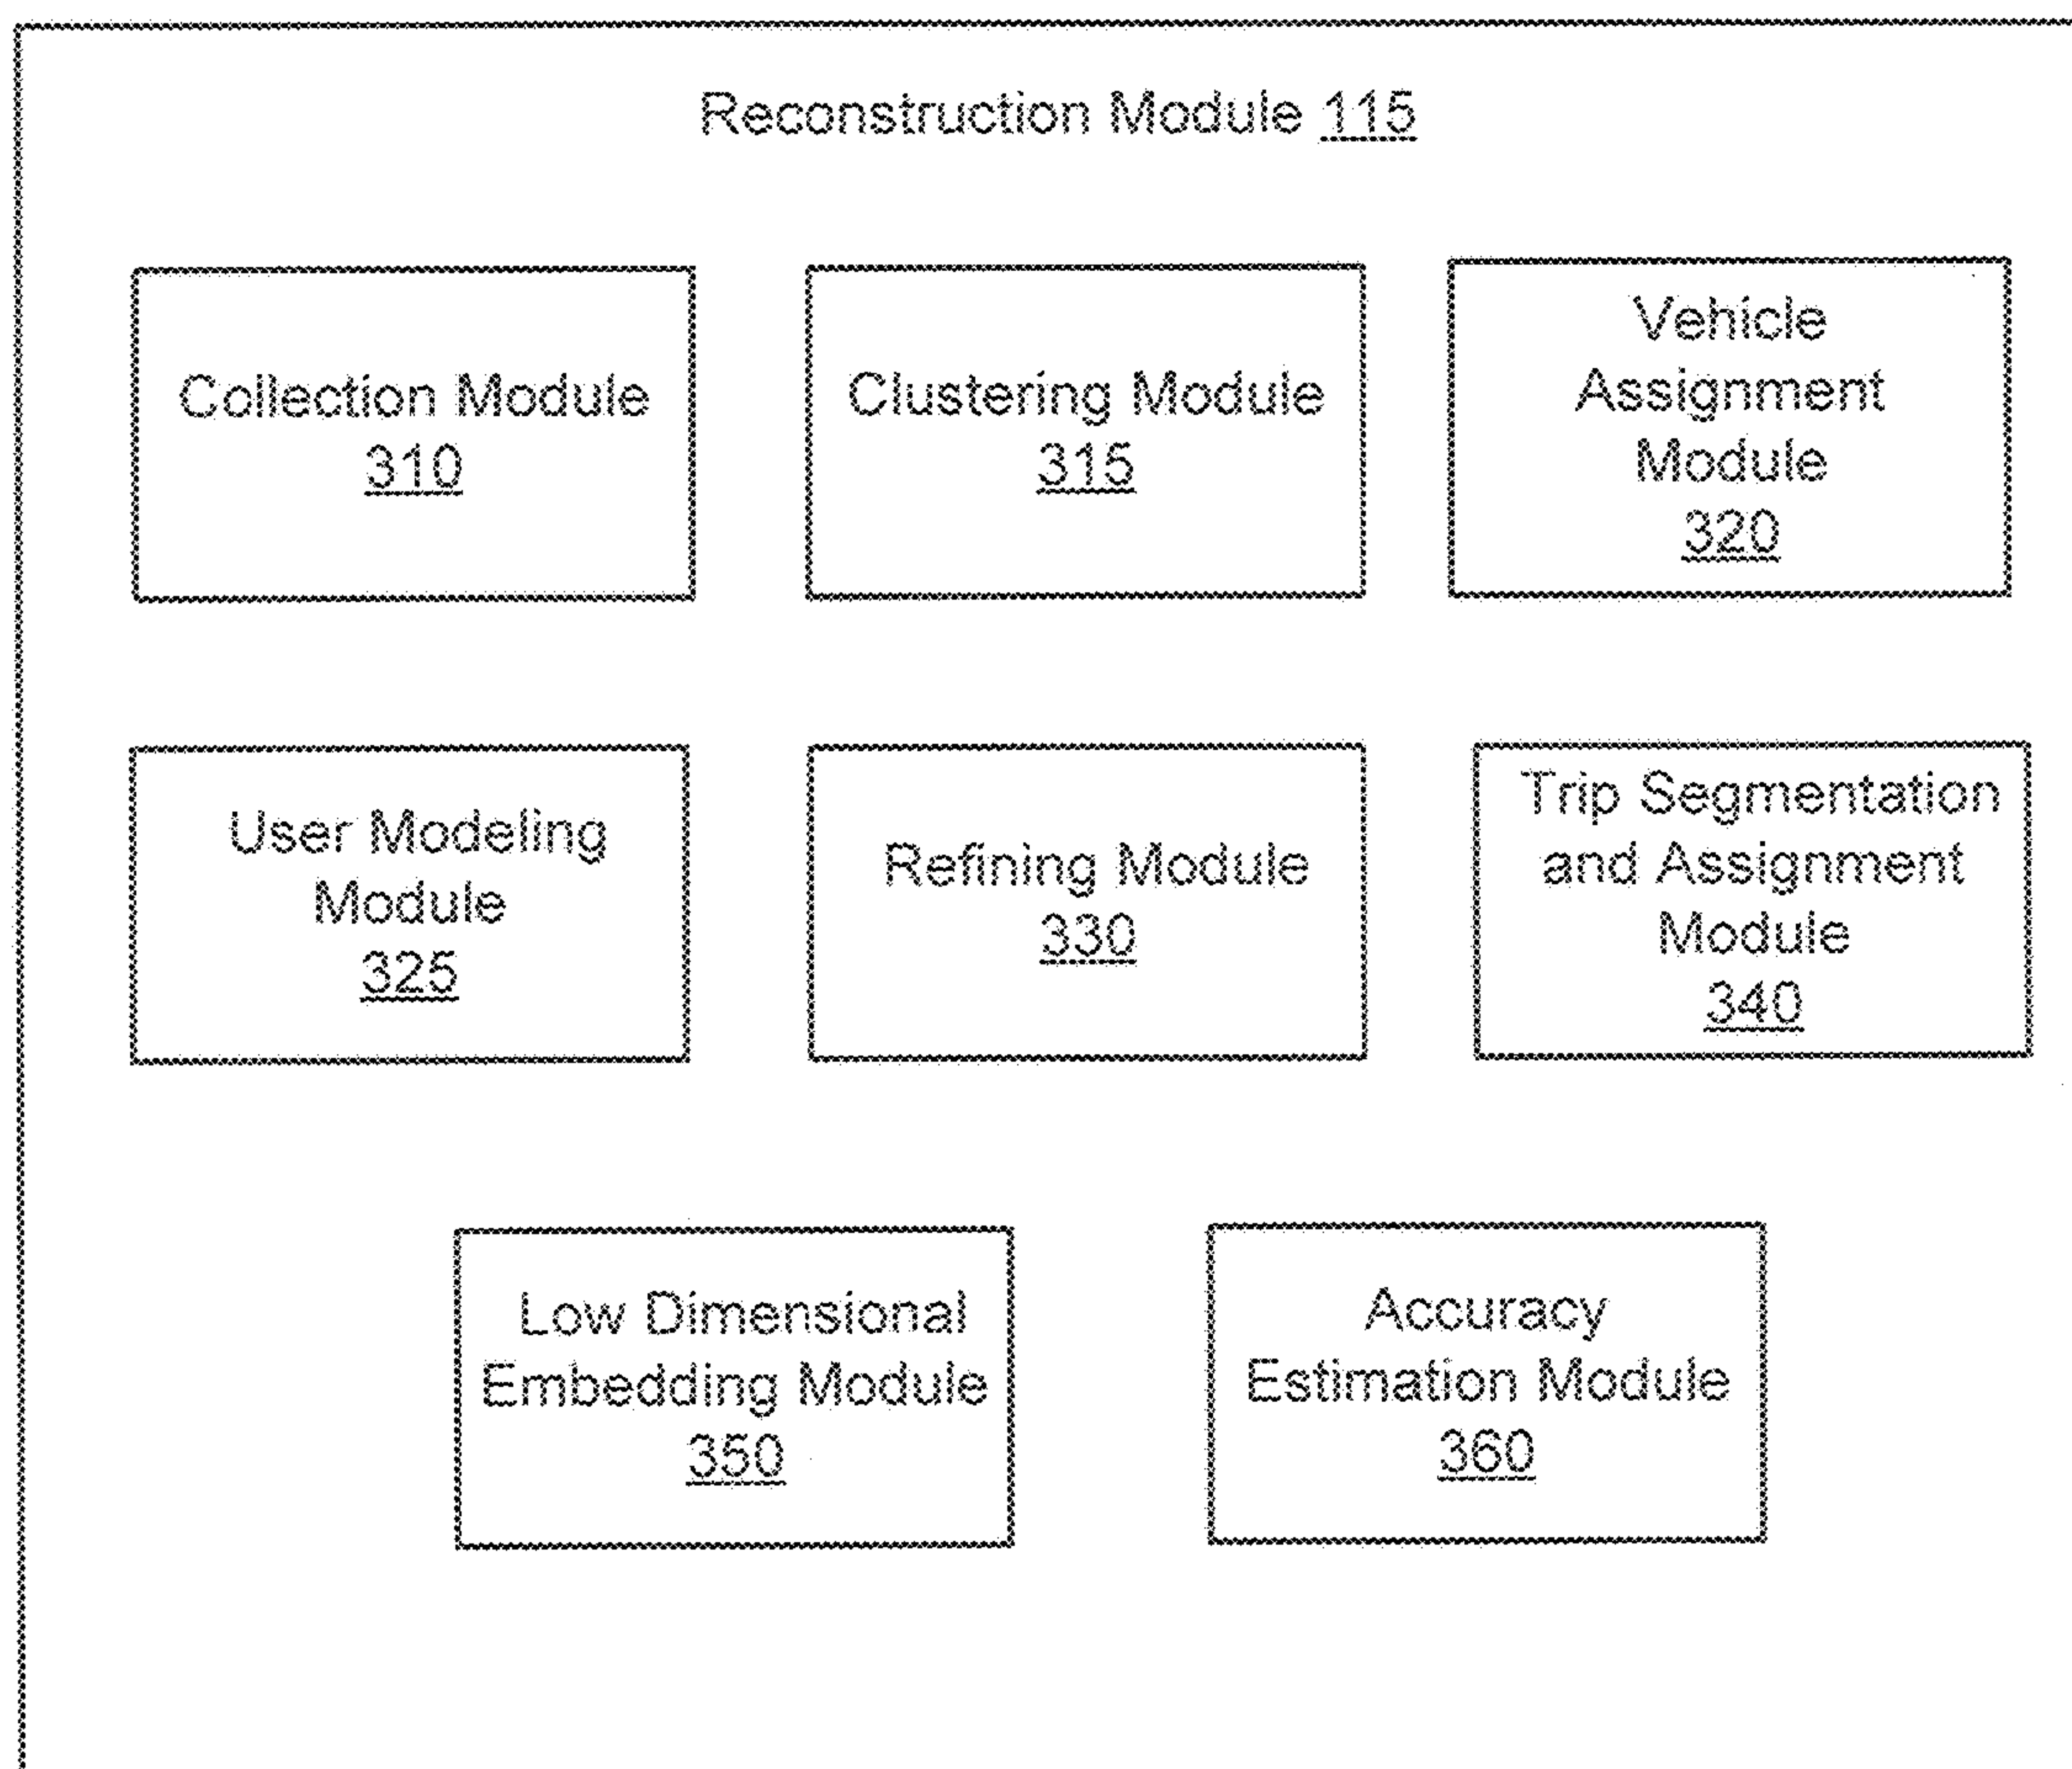 Reconstruction Module 115
Collection Module
310
Clustering Module
315
Vehicle
Assignment
Module
320
User Modeling
Module
325
Refining Module
330
Trip Segmentation
and Assignment
Module
340
Low Dimensional
Embedding Module
350
Accuracy
Estimation Module
360